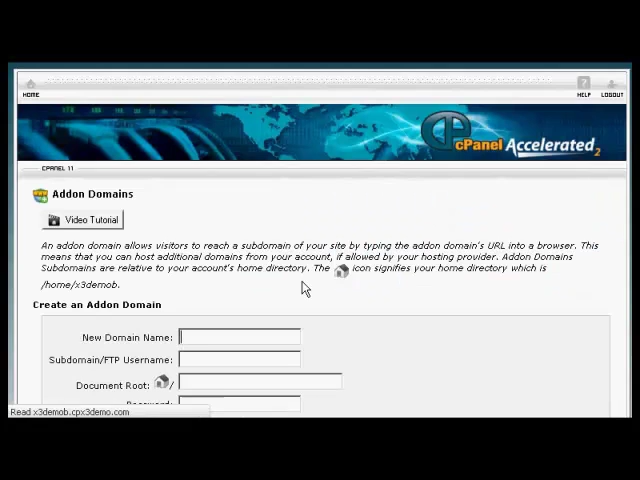 HOME
HELP
LOGOUT
cPanel Accelerated2
CPANEL 11
Addon Domains
Video Tutorial
An addon domain allows visitors to reach a subdomain of your site by typing the addon domain's URL into a browser. This
means that you can host additional domains from your account, if allowed by your hosting provider. Addon Domains
Subdomains are relative to your account's home directory. The icon signifies your home directory which is
/home/x3demob.
Create an Addon Domain
New Domain Name:
Subdomain/FTP Username:
Document Root: /
Password:
Read x3demob.cpx3demo.com